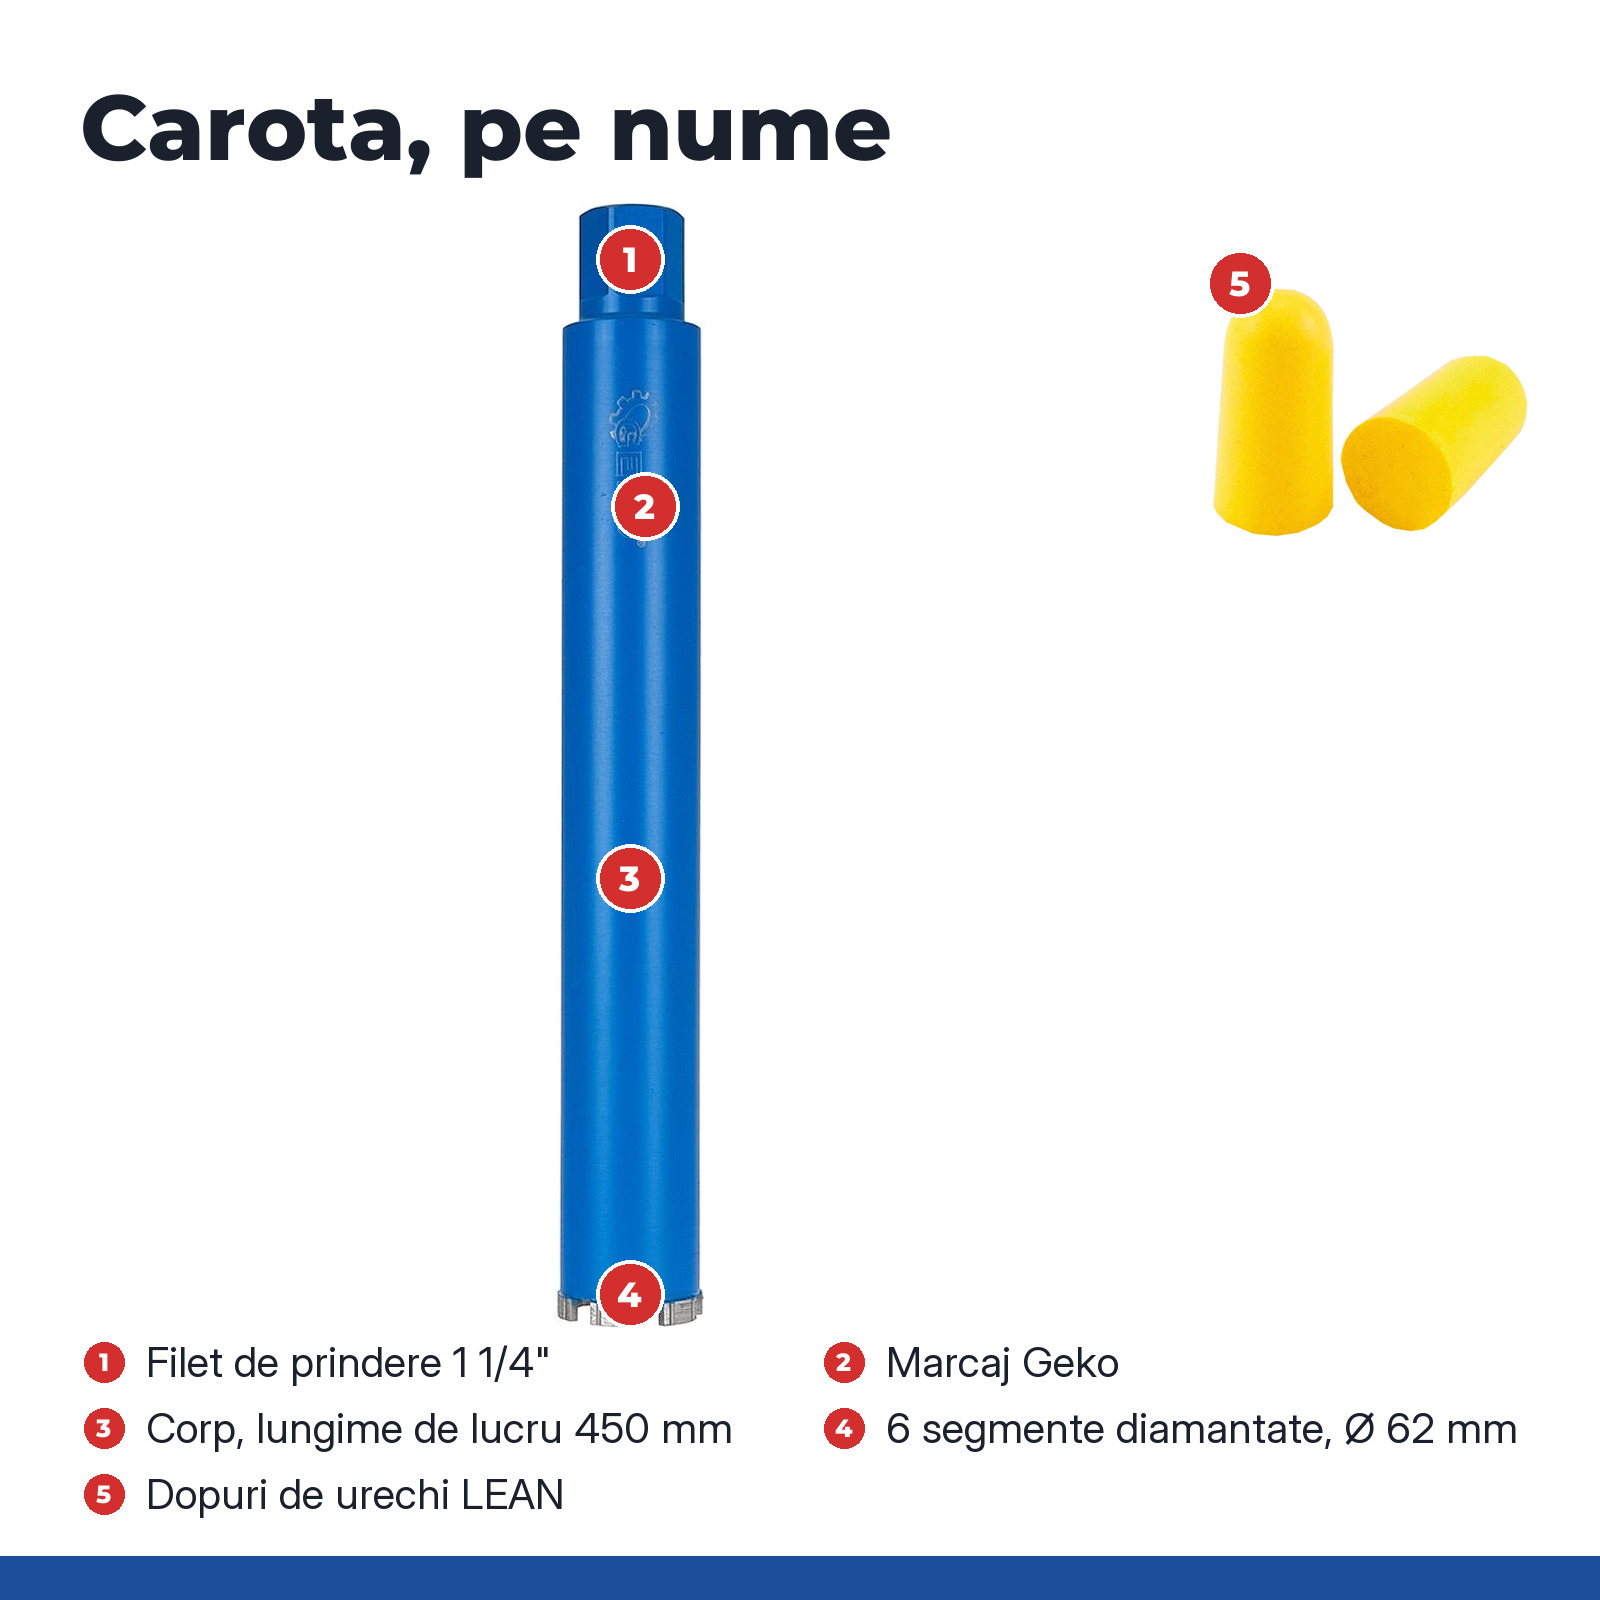 Carota, pe nume
1
5
2
3
4
1 Filet de prindere 1 1/4"
2 Marcaj Geko
3 Corp, lungime de lucru 450 mm
4 6 segmente diamantate, Ø 62 mm
5 Dopuri de urechi LEAN